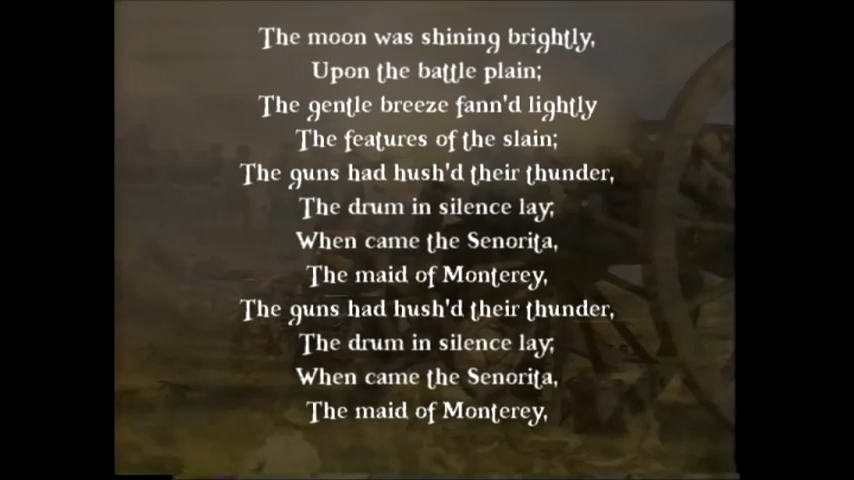 The moon was shining brightly,
Upon the battle plain;
The gentle breeze fann'd lightly
The features of the slain;
The guns had hush'd their thunder,
The drum in silence lay;
When came the Senorita,
The maid of Monterey,
The guns had hush'd their thunder,
The drum in silence lay;
When came the Senorita,
The maid of Monterey,